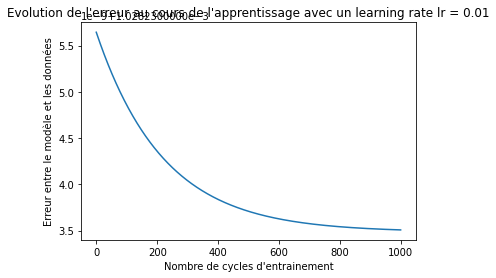 Evolution de l'erreur au cours de l'apprentissage avec un learning rate lr = 0.01
5.5
5.0
4.5
4.0
3.5
Erreur entre le modèle et les données
0 200 400 600 800 1000
Nombre de cycles d'entrainement